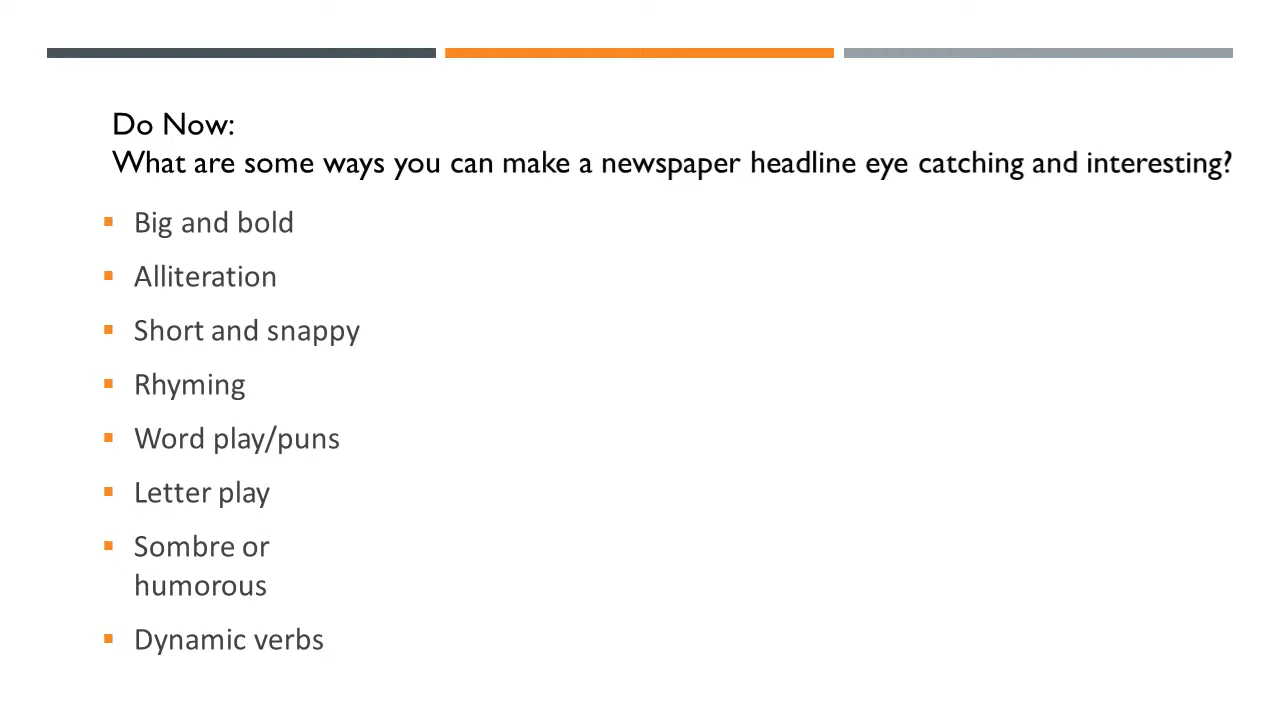 Do Now:
What are some ways you can make a newspaper headline eye catching and interesting?
▪ Big and bold
▪ Alliteration
▪ Short and snappy
▪ Rhyming
▪ Word play/puns
▪ Letter play
▪ Sombre or
humorous
▪ Dynamic verbs